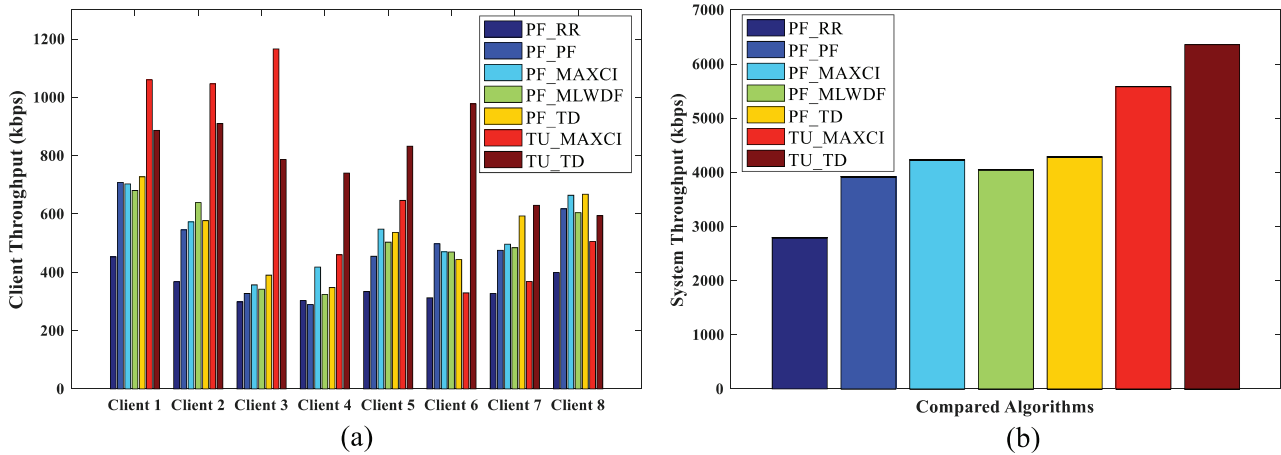 Client Throughput (kbps)
1200
1000
800
600
400
200
0
PF_RR
PF_PF
PF_MAXCI
PF_MLWDF
PF_TD
TU_MAXCI
TU_TD
Client 1 Client 2 Client 3 Client 4 Client 5 Client 6 Client 7 Client 8
(a)
System Throughput (kbps)
7000
6000
5000
4000
3000
2000
1000
0
PF_RR
PF_PF
PF_MAXCI
PF_MLWDF
PF_TD
TU_MAXCI
TU_TD
Compared Algorithms
(b)